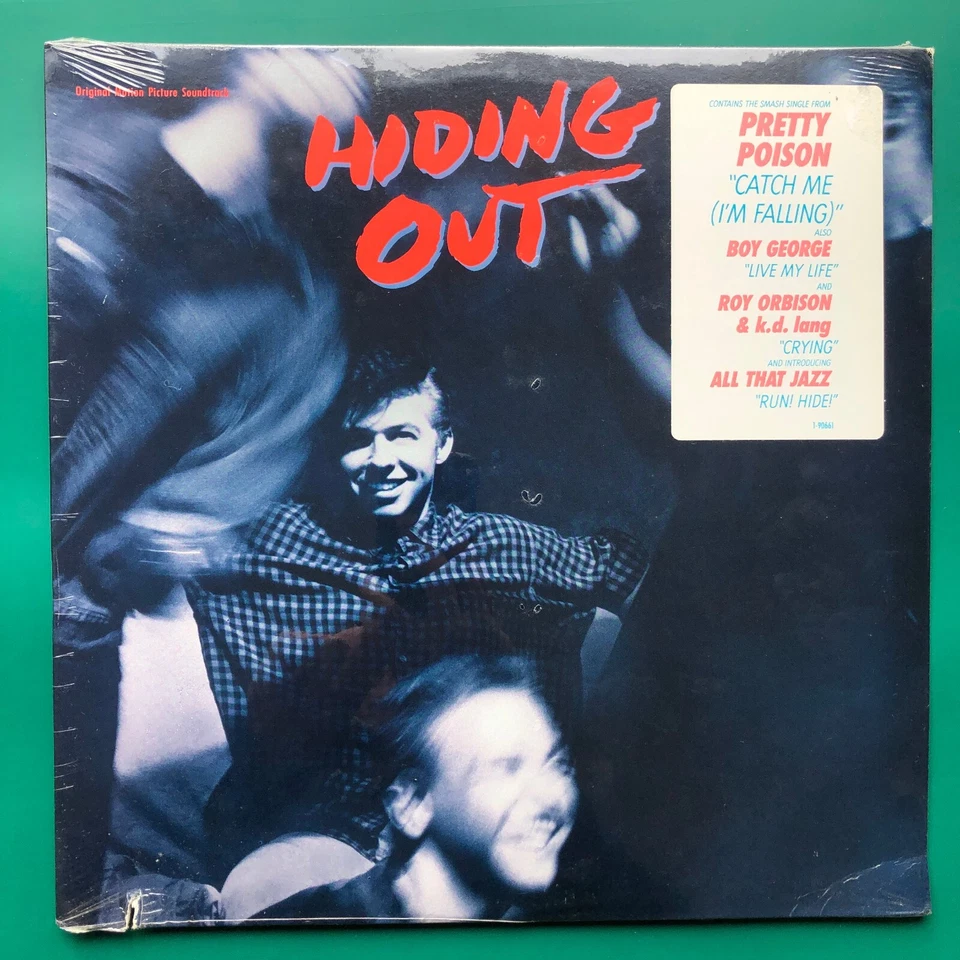 Original Motion Picture Soundtrack
HIDING
OUT
CONTAINS THE SMASH SINGLE FROM
PRETTY
POISON
"CATCH ME
(I'M FALLING)"
ALSO
BOY GEORGE
"LIVE MY LIFE"
AND
ROY ORBISON
& k.d. lang
"CRYING"
AND INTRODUCING
ALL THAT JAZZ
"RUN! HIDE!"
1-90661